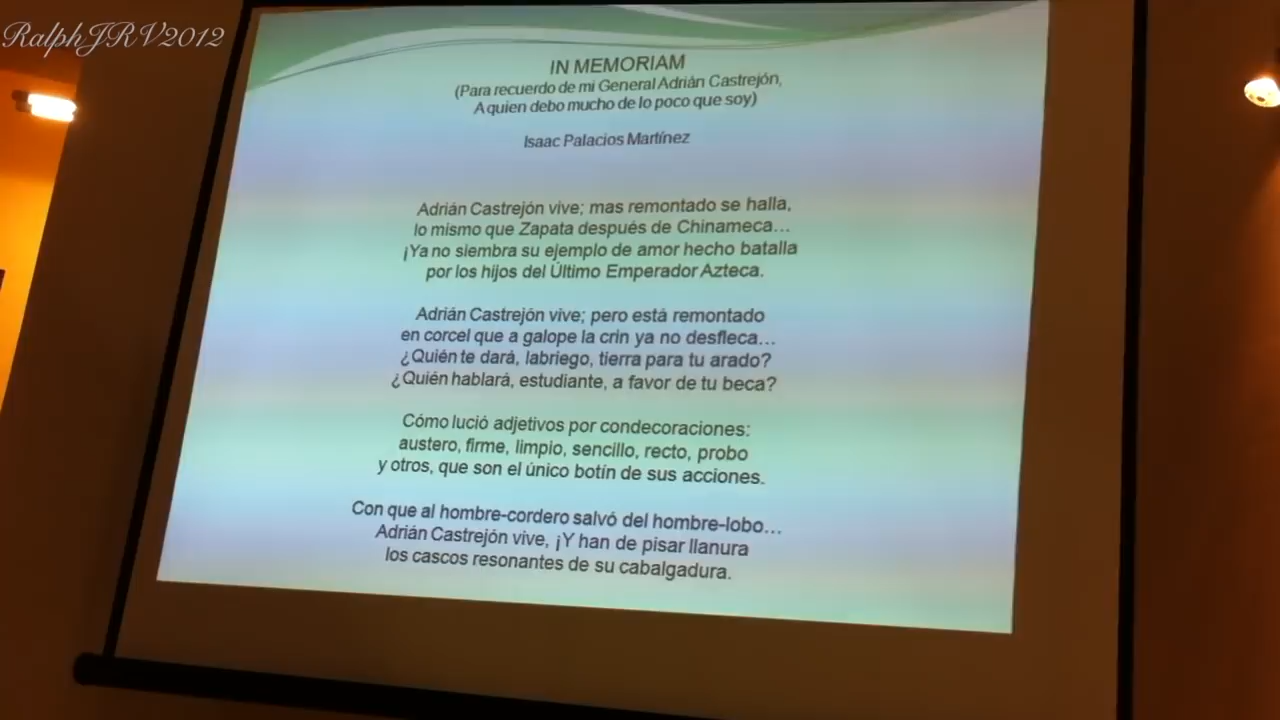 RalphJRV2012
IN MEMORIAM
(Para recuerdo de mi General Adrián Castrejón,
A quien debo mucho de lo poco que soy)
Isaac Palacios Martínez
Adrián Castrejón vive; mas remontado se halla,
lo mismo que Zapata después de Chinameca...
¡Ya no siembra su ejemplo de amor hecho batalla
por los hijos del Último Emperador Azteca.
Adrián Castrejón vive; pero está remontado
en corcel que a galope la crin ya no desfleca...
¿Quién te dará, labriego, tierra para tu arado?
¿Quién hablará, estudiante, a favor de tu beca?
Cómo lució adjetivos por condecoraciones:
austero, firme, limpio, sencillo, recto, probo
y otros, que son el único botín de sus acciones.
Con que al hombre-cordero salvó del hombre-lobo...
Adrián Castrejón vive, ¡Y han de pisar llanura
los cascos resonantes de su cabalgadura.